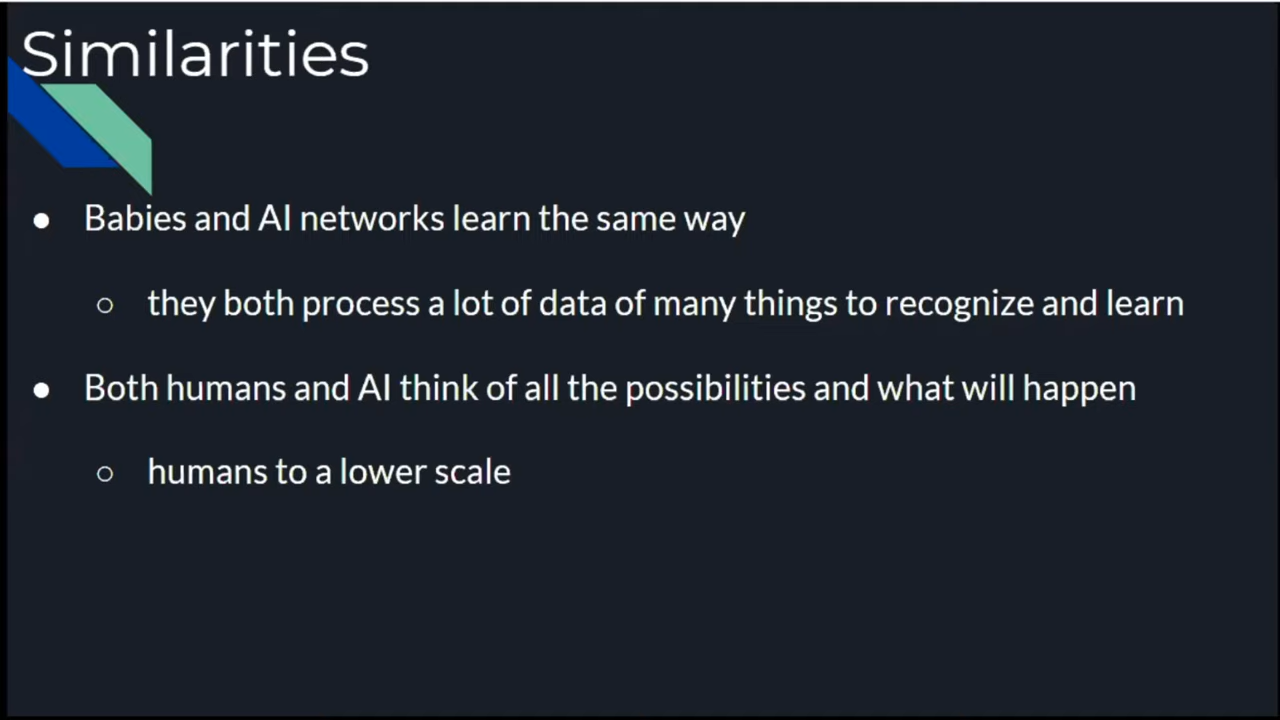 Similarities
● Babies and AI networks learn the same way
○ they both process a lot of data of many things to recognize and learn
● Both humans and AI think of all the possibilities and what will happen
○ humans to a lower scale